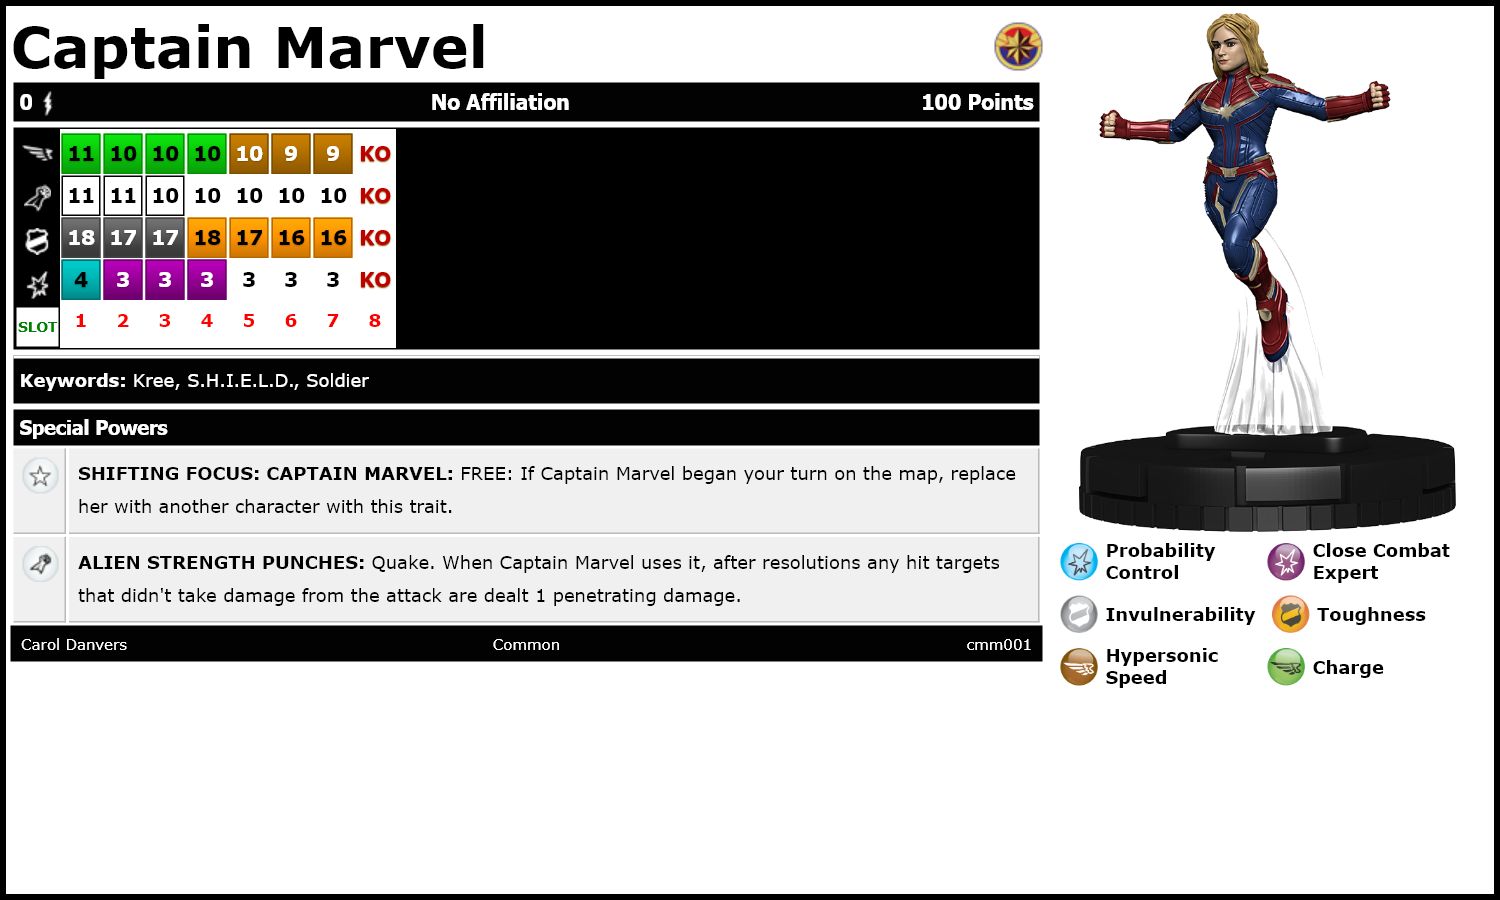 Captain Marvel
0 No Affiliation 100 Points
11 10 10 10 10 9 9 KO
11 11 10 10 10 10 10 KO
18 17 17 18 17 16 16 KO
4 3 3 3 3 3 3 KO
SLOT 1 2 3 4 5 6 7 8
Keywords: Kree, S.H.I.E.L.D., Soldier
Special Powers
SHIFTING FOCUS: CAPTAIN MARVEL: FREE: If Captain Marvel began your turn on the map, replace
her with another character with this trait.
ALIEN STRENGTH PUNCHES: Quake. When Captain Marvel uses it, after resolutions any hit targets
that didn't take damage from the attack are dealt 1 penetrating damage.
Carol Danvers Common cmm001
Probability
Control
Close Combat
Expert
Invulnerability
Toughness
Hypersonic
Speed
Charge